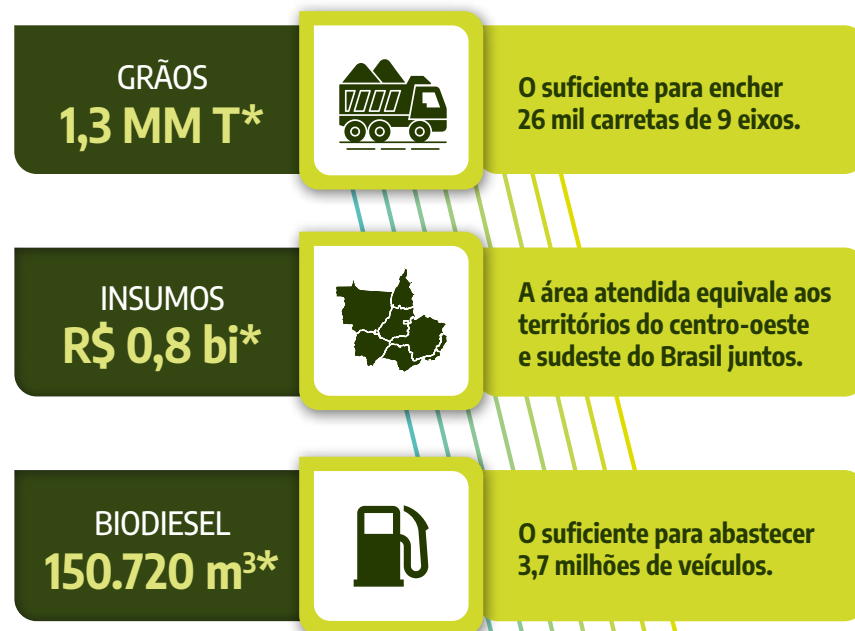 GRÃOS
1,3 MM T*
O suficiente para encher
26 mil carretas de 9 eixos.
INSUMOS
R$ 0,8 bi*
A área atendida equivale aos
territórios do centro-oeste
e sudeste do Brasil juntos.
BIODIESEL
150.720 m³*
O suficiente para abastecer
3,7 milhões de veículos.